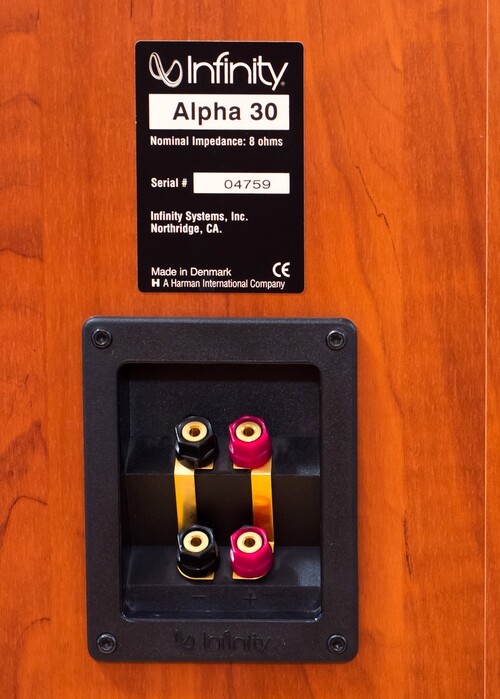 Infinity®
Alpha 30
Nominal Impedance: 8 ohms
Serial # 04759
Infinity Systems, Inc.
Northridge, CA.
Made in Denmark CE
H A Harman International Company
− +
Infinity